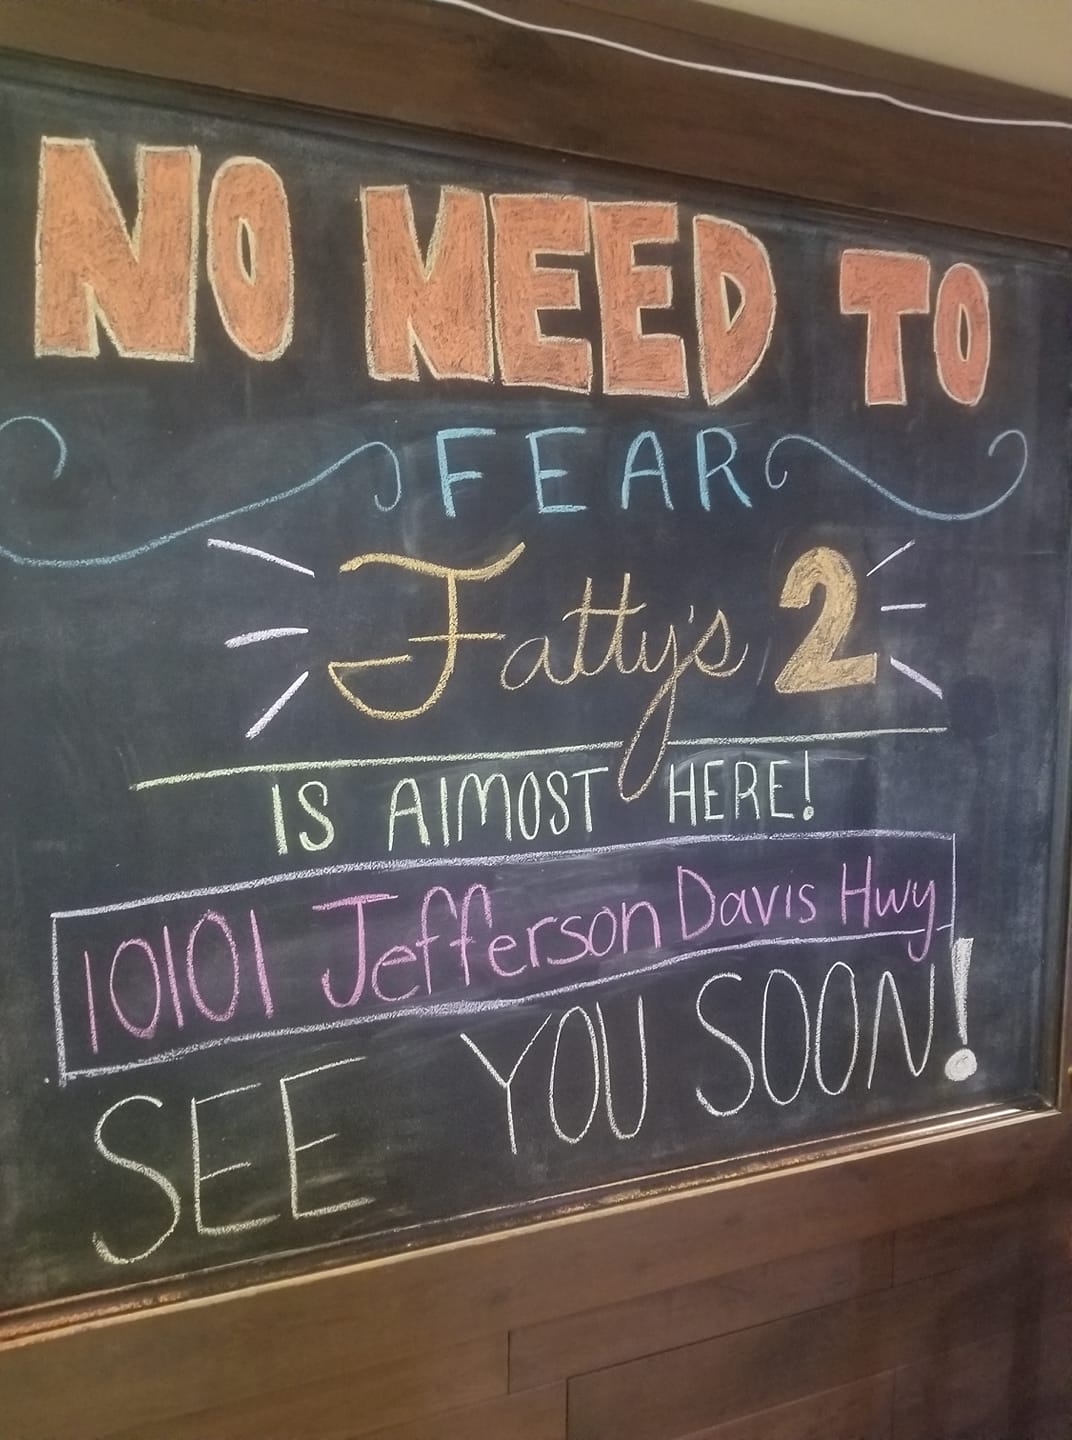 NO NEED TO
FEAR
Fatty's 2
IS AlMOST HERE!
10101 Jefferson Davis Hwy
SEE YOU SOON!